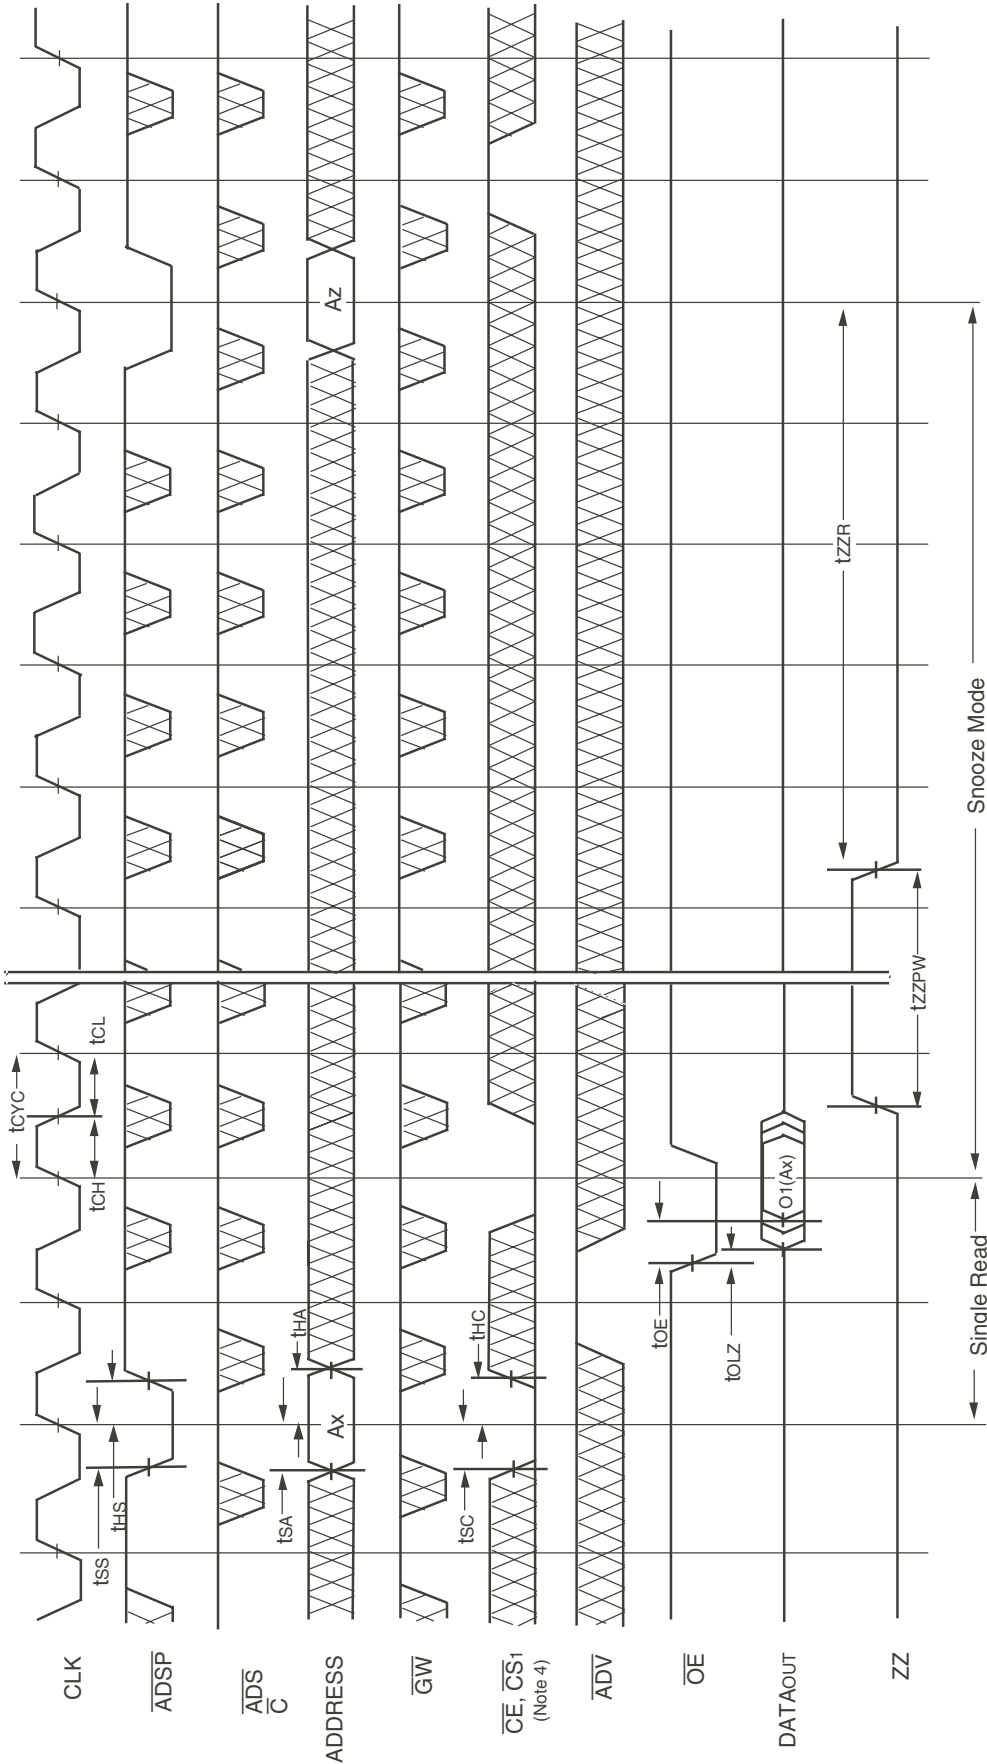 CLK
tCYC
tCH
tCL
tSS
tHS
ADSP
ADS
C
tSA
tHA
ADDRESS
Ax
Az
GW
tSC
tHC
CE, CS1
(Note 4)
ADV
tOE
OE
tOLZ
DATAOUT
O1(Ax)
tZZR
ZZ
tZZPW
Single Read
Snooze Mode